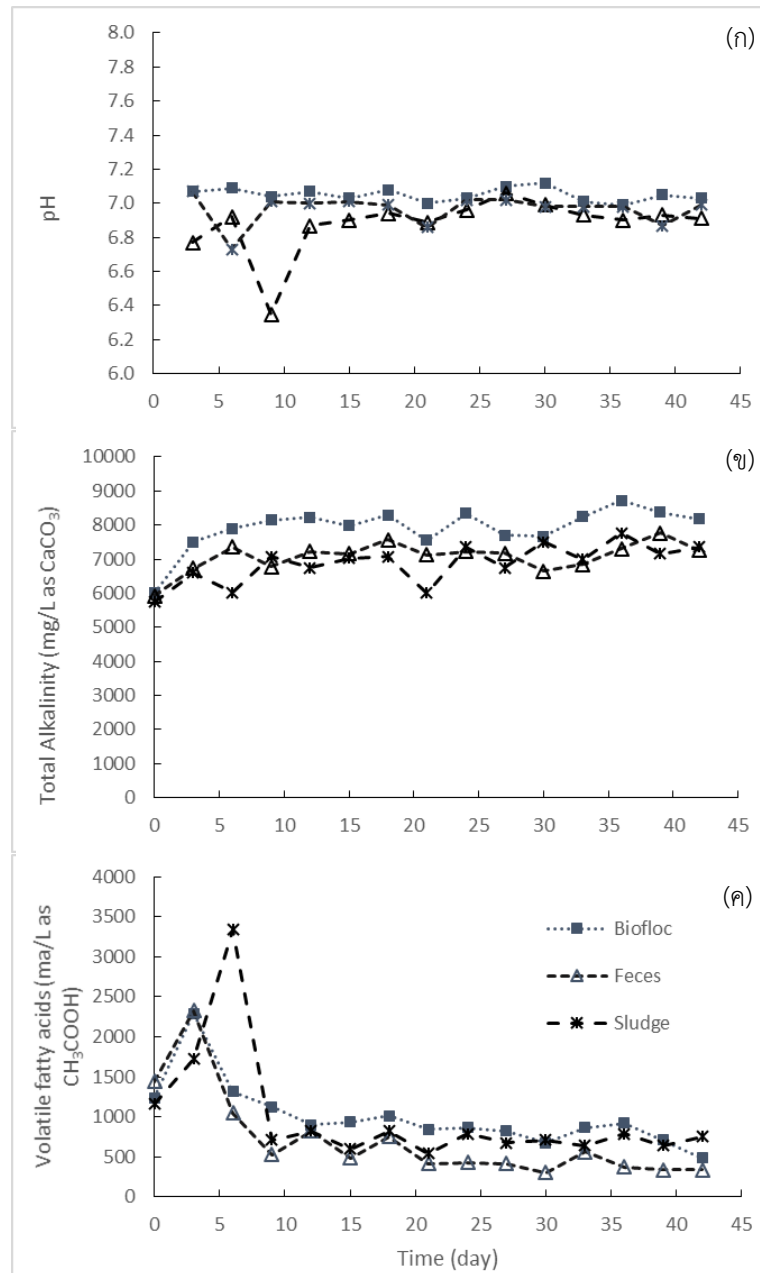 (ก)
8.0
7.8
7.6
7.4
7.2
7.0
6.8
6.6
6.4
6.2
6.0
pH
0 5 10 15 20 25 30 35 40 45
(ข)
10000
9000
8000
7000
6000
5000
4000
3000
2000
1000
0
Total Alkalinity (mg/L as CaCO₃)
0 5 10 15 20 25 30 35 40 45
(ค)
4000
3500
3000
2500
2000
1500
1000
500
0
Volatile fatty acids (ma/L as
CH₃COOH)
Biofloc
Feces
Sludge
0 5 10 15 20 25 30 35 40 45
Time (day)